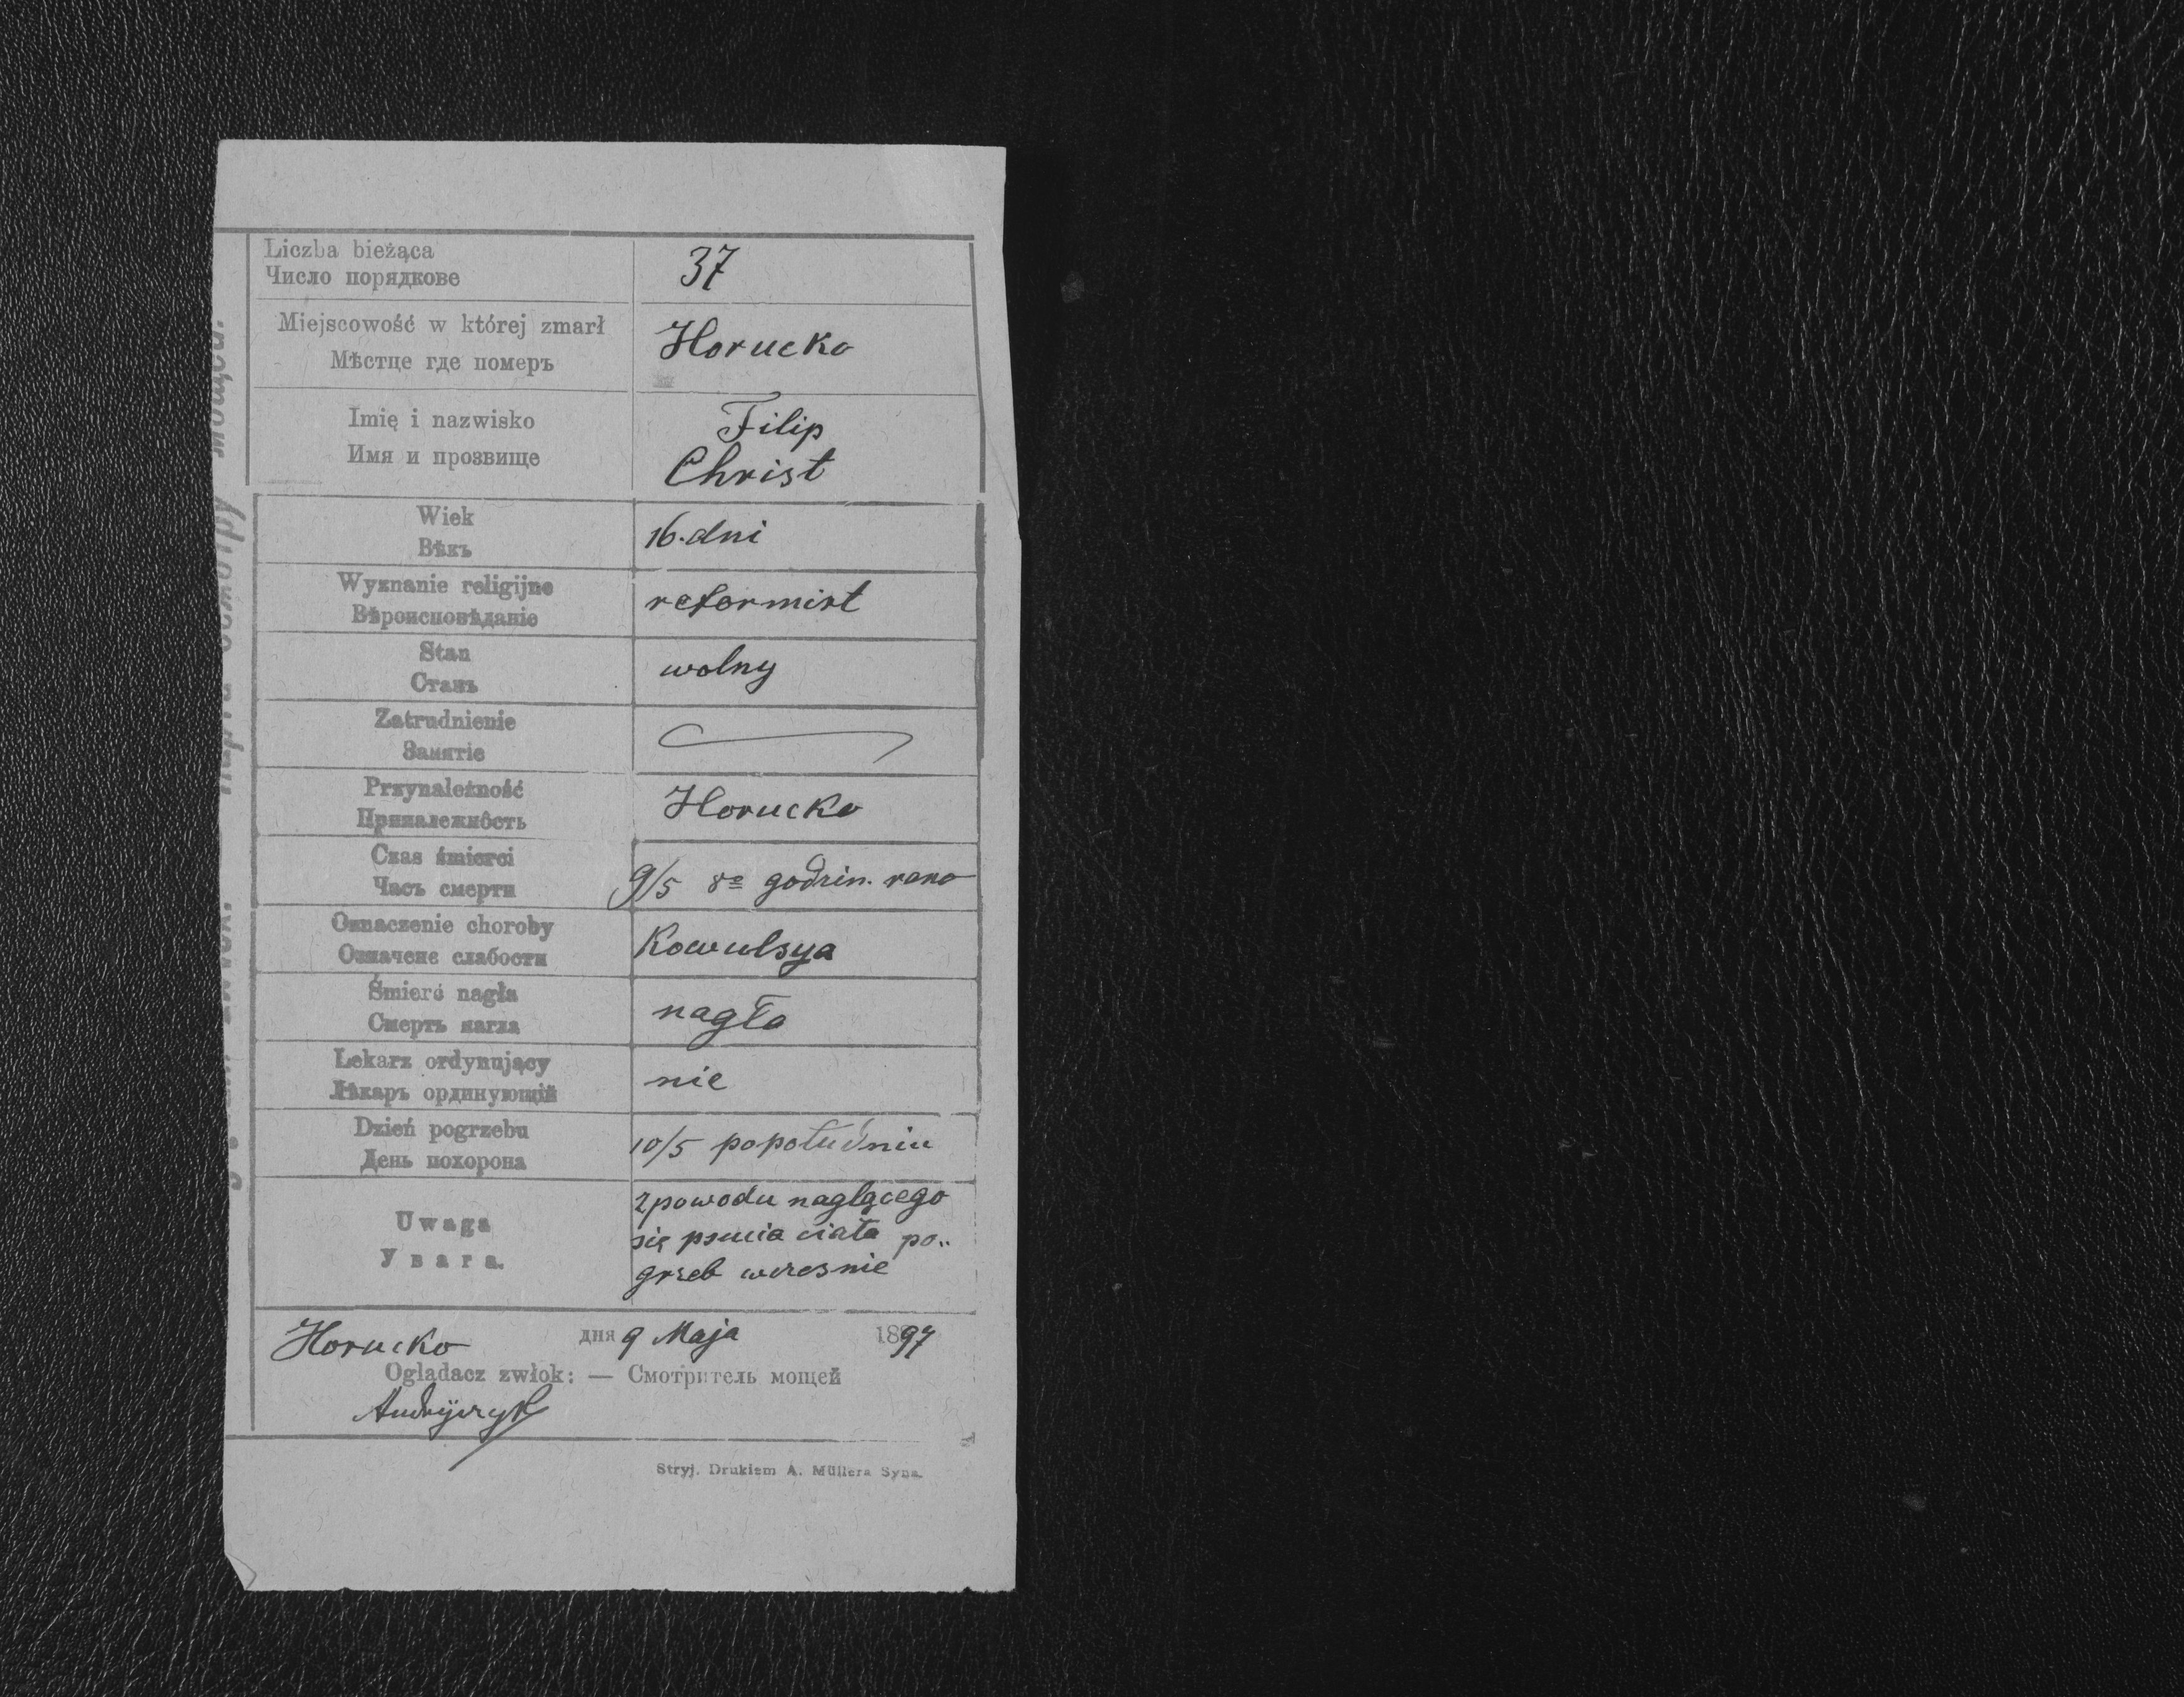 Liczba bieżąca
Число порядкове
37
Miejscowość w której zmarł
Мѣстце где померъ
Horucko
Imię i nazwisko
Имя и прозвище
Filip
Christ
Wiek
Вѣкъ
16. dni
Wyznanie religijne
Вѣроисповѣданіе
reformist
Stan
Станъ
wolny
Zatrudnienie
Занятіе
Przynależność
Приналежнôсть
Horucko
Czas śmierci
Часъ смерти
9/5 8e godzin. rano
Oznaczenie choroby
Означене слабости
Kowulsya
Śmierć nagła
Смерть нагла
nagła
Lekarz ordynujący
Лѣкаръ ординующій
nie
Dzień pogrzebu
День похорона
10/5 popołudniu
Uwaga
Увага.
z powodu naglącego
się psucia ciała po„
grzeb wcześnie
Horucko дня 9 Maja 1897
Oglądacz zwłok: — Смотритель мощей
Stryj. Drukiem A. Müllera Syna.